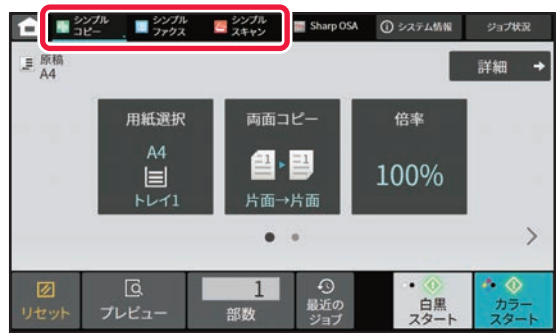 シンプル
コピー
シンプル
ファクス
シンプル
スキャン
Sharp OSA
システム情報
ジョブ状況
原稿
A4
詳細
用紙選択
A4
トレイ1
両面コピー
1
1
片面→片面
倍率
100%
リセット
プレビュー
1
部数
最近の
ジョブ
白黒
スタート
カラー
スタート